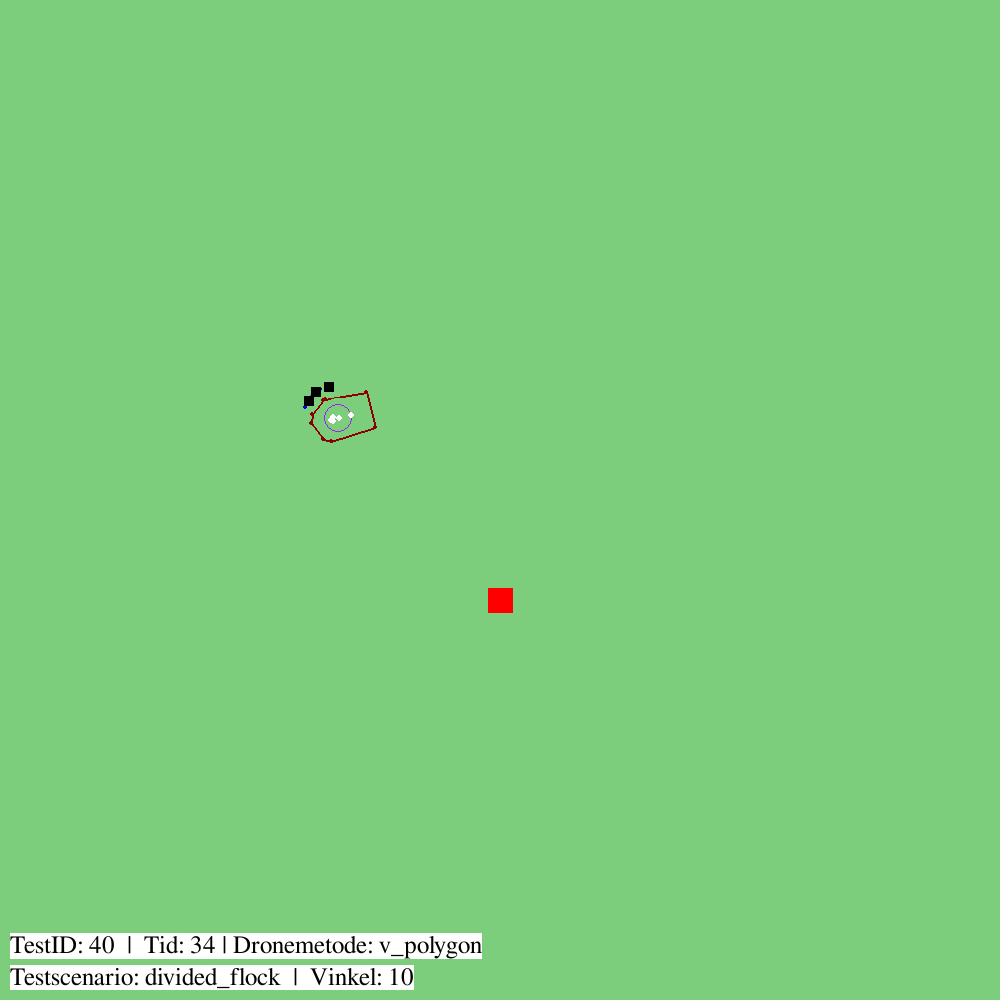 TestID: 40 | Tid: 34 | Dronemetode: v_polygon
Testscenario: divided_flock | Vinkel: 10